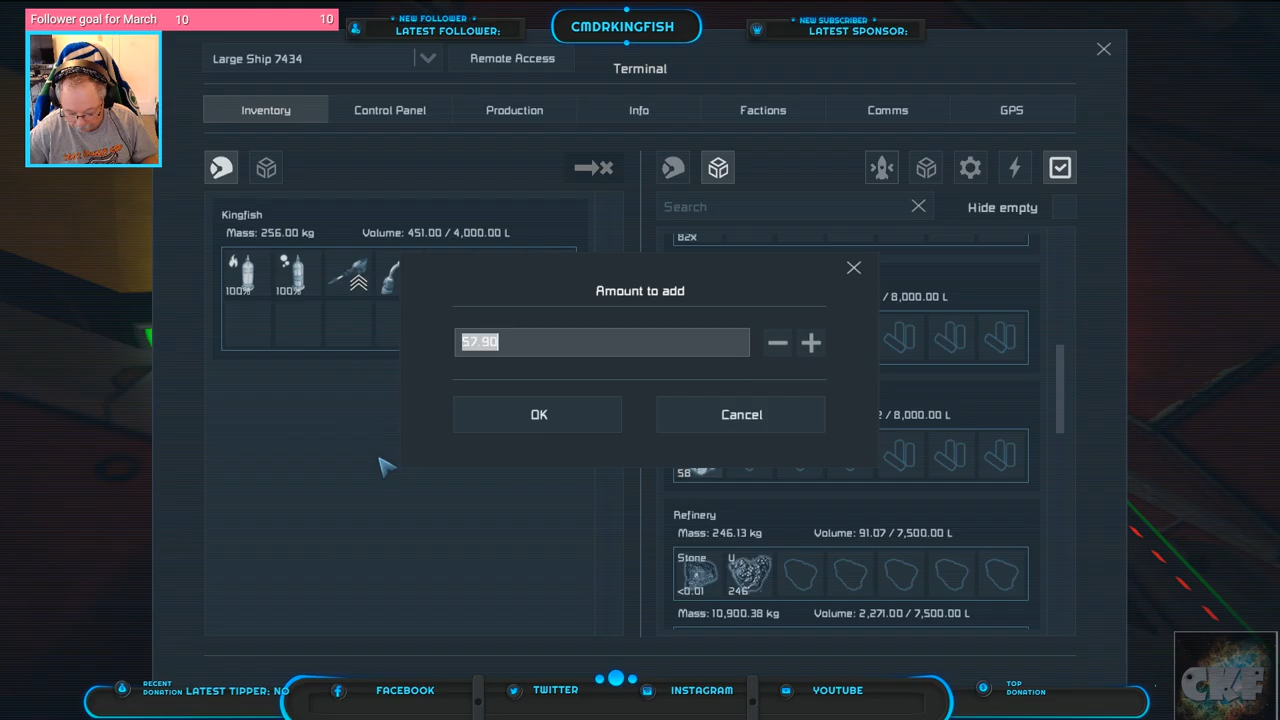 Follower goal for March 10 10
NEW FOLLOWER
LATEST FOLLOWER:
CMDRKINGFISH
NEW SUBSCRIBER
LATEST SPONSOR:
Large Ship 7434
Remote Access
Terminal
Inventory
Control Panel
Production
Info
Factions
Comms
GPS
Search
Hide empty
Kingfish
Mass: 256.00 kg Volume: 451.00 / 4,000.00 L
100%
100%
82x
/ 8,000.00 L
Amount to add
57.90
OK
Cancel
2 / 8,000.00 L
58
Refinery
Mass: 246.13 kg Volume: 91.07 / 7,500.00 L
Stone U
<0.01 246
Mass: 10,900.38 kg Volume: 2,271.00 / 7,500.00 L
RECENT
DONATION LATEST TIPPER: NO
FACEBOOK
TWITTER
INSTAGRAM
YOUTUBE
TOP
DONATION
CKF